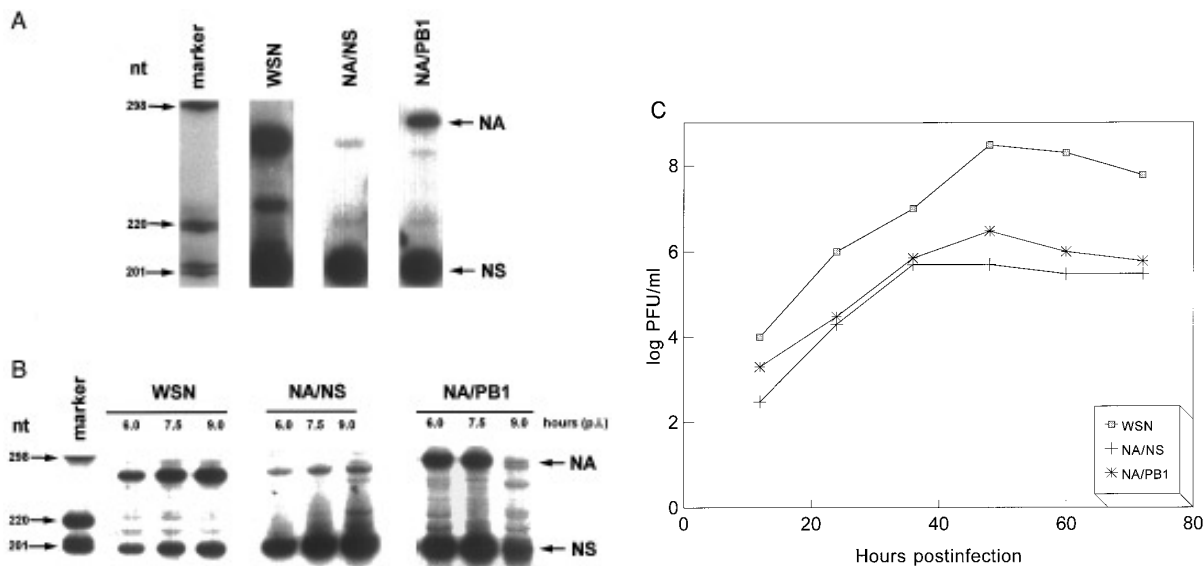 A
nt
marker
WSN
NA/NS
NA/PB1
298
220
201
NA
NS
B
WSN
NA/NS
NA/PB1
nt
marker
6.0 7.5 9.0
6.0 7.5 9.0
6.0 7.5 9.0
hours (p.i.)
298
220
201
NA
NS
C
log PFU/ml
8
6
4
2
0
0 20 40 60 80
Hours postinfection
WSN
NA/NS
NA/PB1